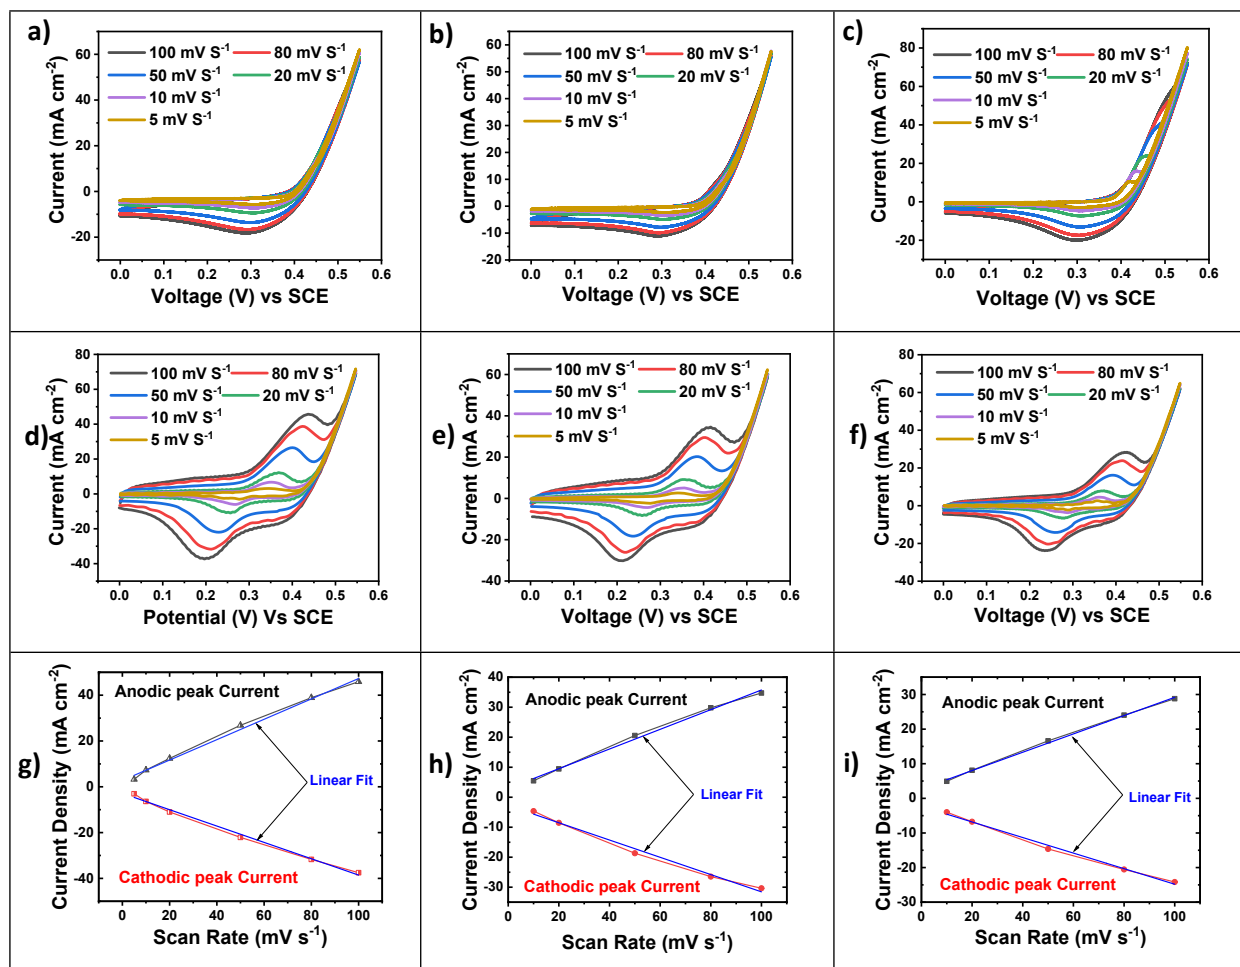 a)
100 mV S⁻¹ 80 mV S⁻¹
50 mV S⁻¹ 20 mV S⁻¹
10 mV S⁻¹
5 mV S⁻¹
60
40
20
0
-20
Current (mA cm⁻²)
0.0 0.1 0.2 0.3 0.4 0.5 0.6
Voltage (V) vs SCE
b)
100 mV S⁻¹ 80 mV S⁻¹
50 mV S⁻¹ 20 mV S⁻¹
10 mV S⁻¹
5 mV S⁻¹
60
50
40
30
20
10
0
-10
-20
Current (mA cm⁻²)
0.0 0.1 0.2 0.3 0.4 0.5 0.6
Voltage (V) vs SCE
c)
100 mV S⁻¹ 80 mV S⁻¹
50 mV S⁻¹ 20 mV S⁻¹
10 mV S⁻¹
5 mV S⁻¹
80
60
40
20
0
-20
Current (mA cm⁻²)
0.0 0.1 0.2 0.3 0.4 0.5 0.6
Voltage (V) vs SCE
d)
100 mV S⁻¹ 80 mV S⁻¹
50 mV S⁻¹ 20 mV S⁻¹
10 mV S⁻¹
5 mV S⁻¹
80
60
40
20
0
-20
-40
Current (mA cm⁻²)
0.0 0.1 0.2 0.3 0.4 0.5 0.6
Potential (V) Vs SCE
e)
100 mV S⁻¹ 80 mV S⁻¹
50 mV S⁻¹ 20 mV S⁻¹
10 mV S⁻¹
5 mV S⁻¹
60
40
20
0
-20
-40
Current (mA cm⁻²)
0.0 0.1 0.2 0.3 0.4 0.5 0.6
Voltage (V) vs SCE
f)
100 mV S⁻¹ 80 mV S⁻¹
50 mV S⁻¹ 20 mV S⁻¹
10 mV S⁻¹
5 mV S⁻¹
80
60
40
20
0
-20
-40
Current (mA cm⁻²)
0.0 0.1 0.2 0.3 0.4 0.5 0.6
Voltage (V) vs SCE
g)
Anodic peak Current
Linear Fit
Cathodic peak Current
40
20
0
-20
-40
Current Density (mA cm⁻²)
0 20 40 60 80 100
Scan Rate (mV s⁻¹)
h)
Anodic peak Current
Linear Fit
Cathodic peak Current
30
20
10
0
-10
-20
-30
Current Density (mA cm⁻²)
0 20 40 60 80 100
Scan Rate (mV s⁻¹)
i)
Anodic peak Current
Linear Fit
Cathodic peak Current
30
20
10
0
-10
-20
-25
-30
Current Density (mA cm⁻²)
0 20 40 60 80 100
Scan Rate (mV s⁻¹)